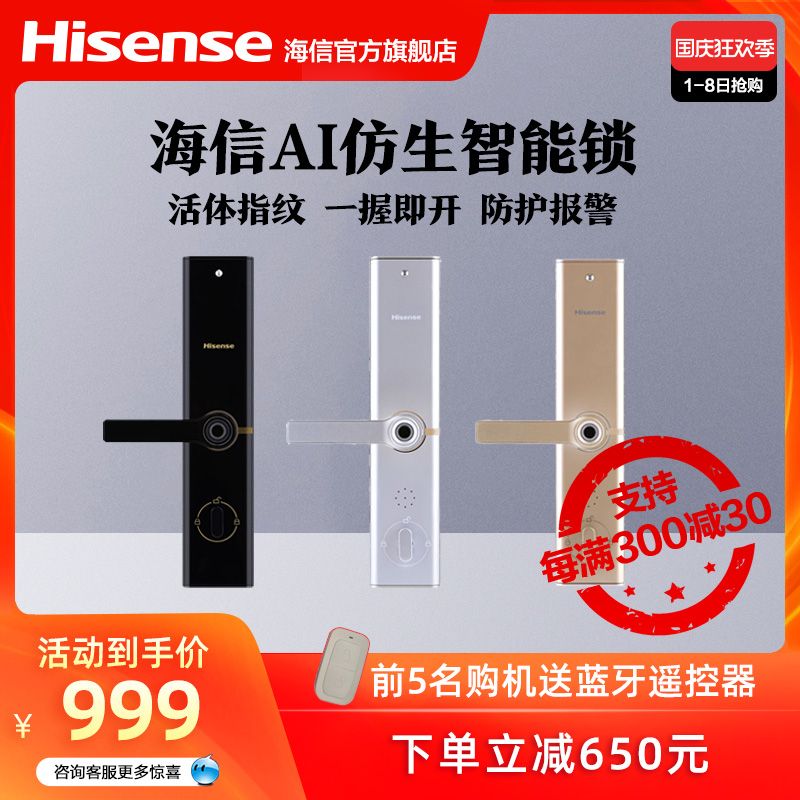 Hisense 海信官方旗舰店
国庆狂欢季
1-8日抢购
海信AI仿生智能锁
活体指纹 一握即开 防护报警
Hisense
Hisense
Hisense
支持
每满300减30
活动到手价
¥999
咨询客服更多惊喜
前5名购机送蓝牙遥控器
下单立减650元